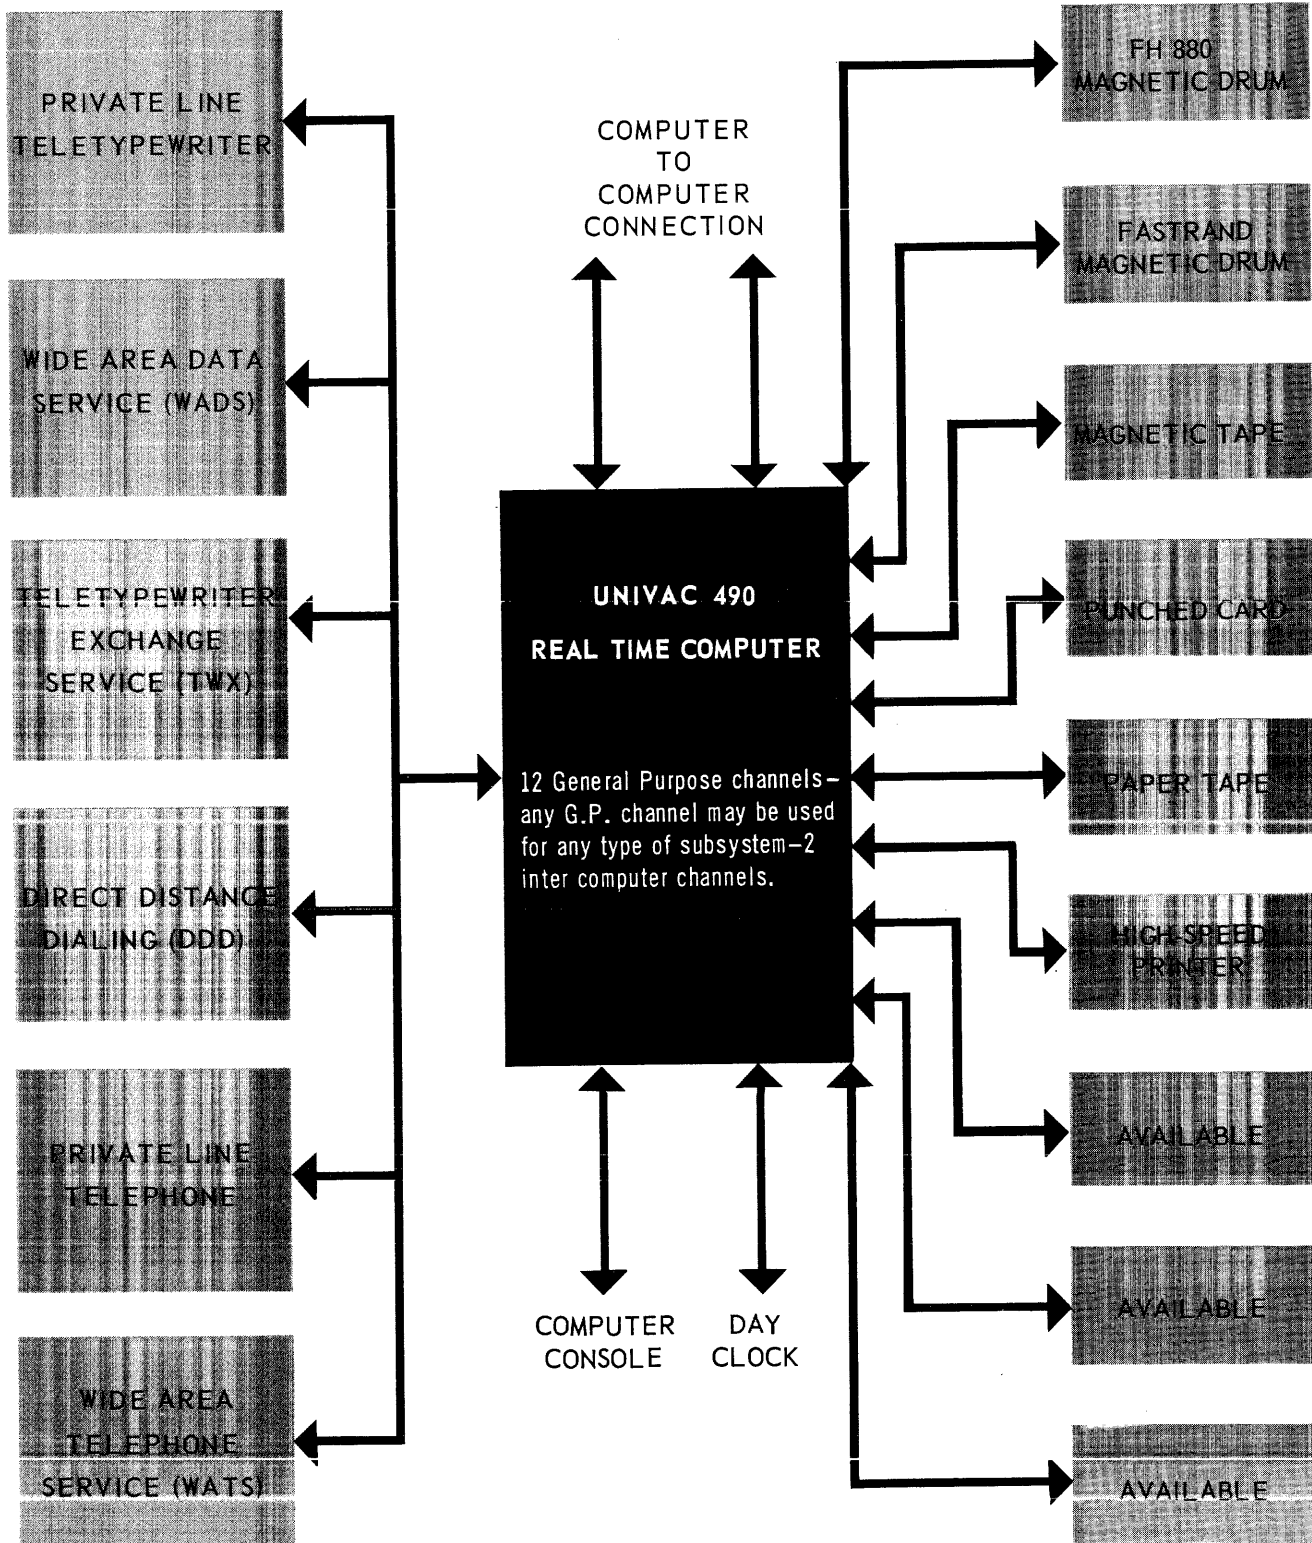 PRIVATE LINE
TELETYPEWRITER
WIDE AREA DATA
SERVICE (WADS)
TELETYPEWRITER
EXCHANGE
SERVICE (TWX)
DIRECT DISTANCE
DIALING (DDD)
PRIVATE LINE
TELEPHONE
WIDE AREA
TELEPHONE
SERVICE (WATS)
COMPUTER
TO
COMPUTER
CONNECTION
UNIVAC 490
REAL TIME COMPUTER
12 General Purpose channels–
any G.P. channel may be used
for any type of subsystem–2
inter computer channels.
COMPUTER
CONSOLE
DAY
CLOCK
FH 880
MAGNETIC DRUM
FASTRAND
MAGNETIC DRUM
MAGNETIC TAPE
PUNCHED CARD
PAPER TAPE
HIGH SPEED
PRINTER
AVAILABLE
AVAILABLE
AVAILABLE